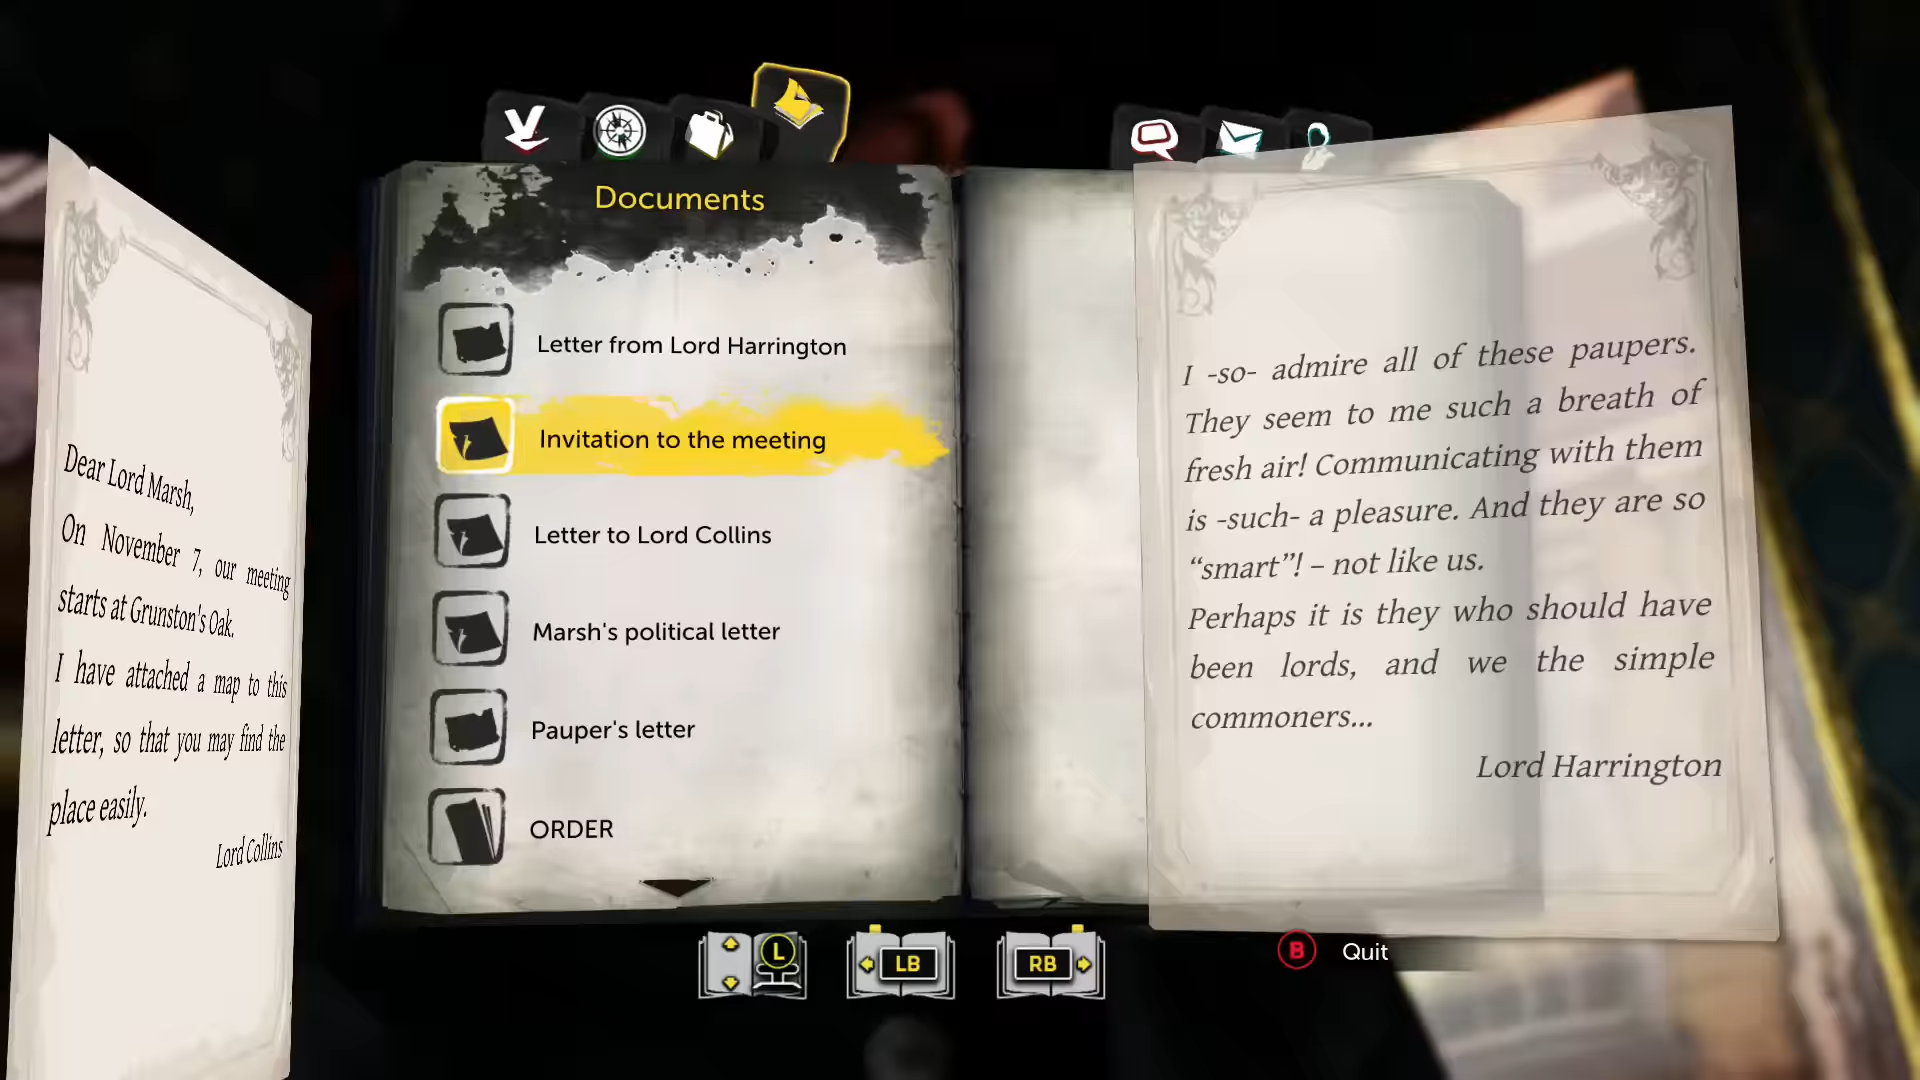 Dear Lord Marsh,
On November 7, our meeting
starts at Grunston's Oak.
I have attached a map to this
letter, so that you may find the
place easily.
Lord Collins
Documents
Letter from Lord Harrington
Invitation to the meeting
Letter to Lord Collins
Marsh's political letter
Pauper's letter
ORDER
I -so- admire all of these paupers.
They seem to me such a breath of
fresh air! Communicating with them
is -such- a pleasure. And they are so
“smart”! – not like us.
Perhaps it is they who should have
been lords, and we the simple
commoners...
Lord Harrington
L
LB
RB
B Quit